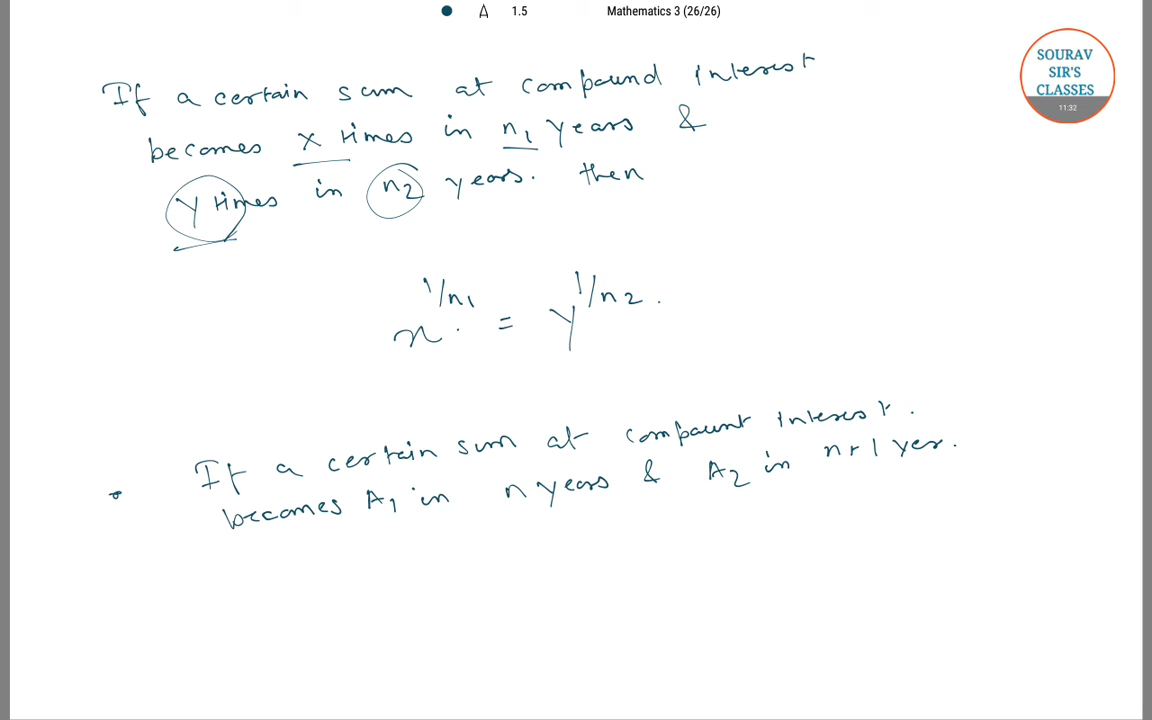 A 1.5 Mathematics 3 (26/26)
SOURAV
SIR'S
CLASSES
11:32
If a certain sum at compound interest
becomes x times in n1 years &
y times in n2 years. then
x^1/n1 = y^1/n2.
If a certain sum at compaunt interest.
becomes A1 in n years & A2 in n+1 yer.